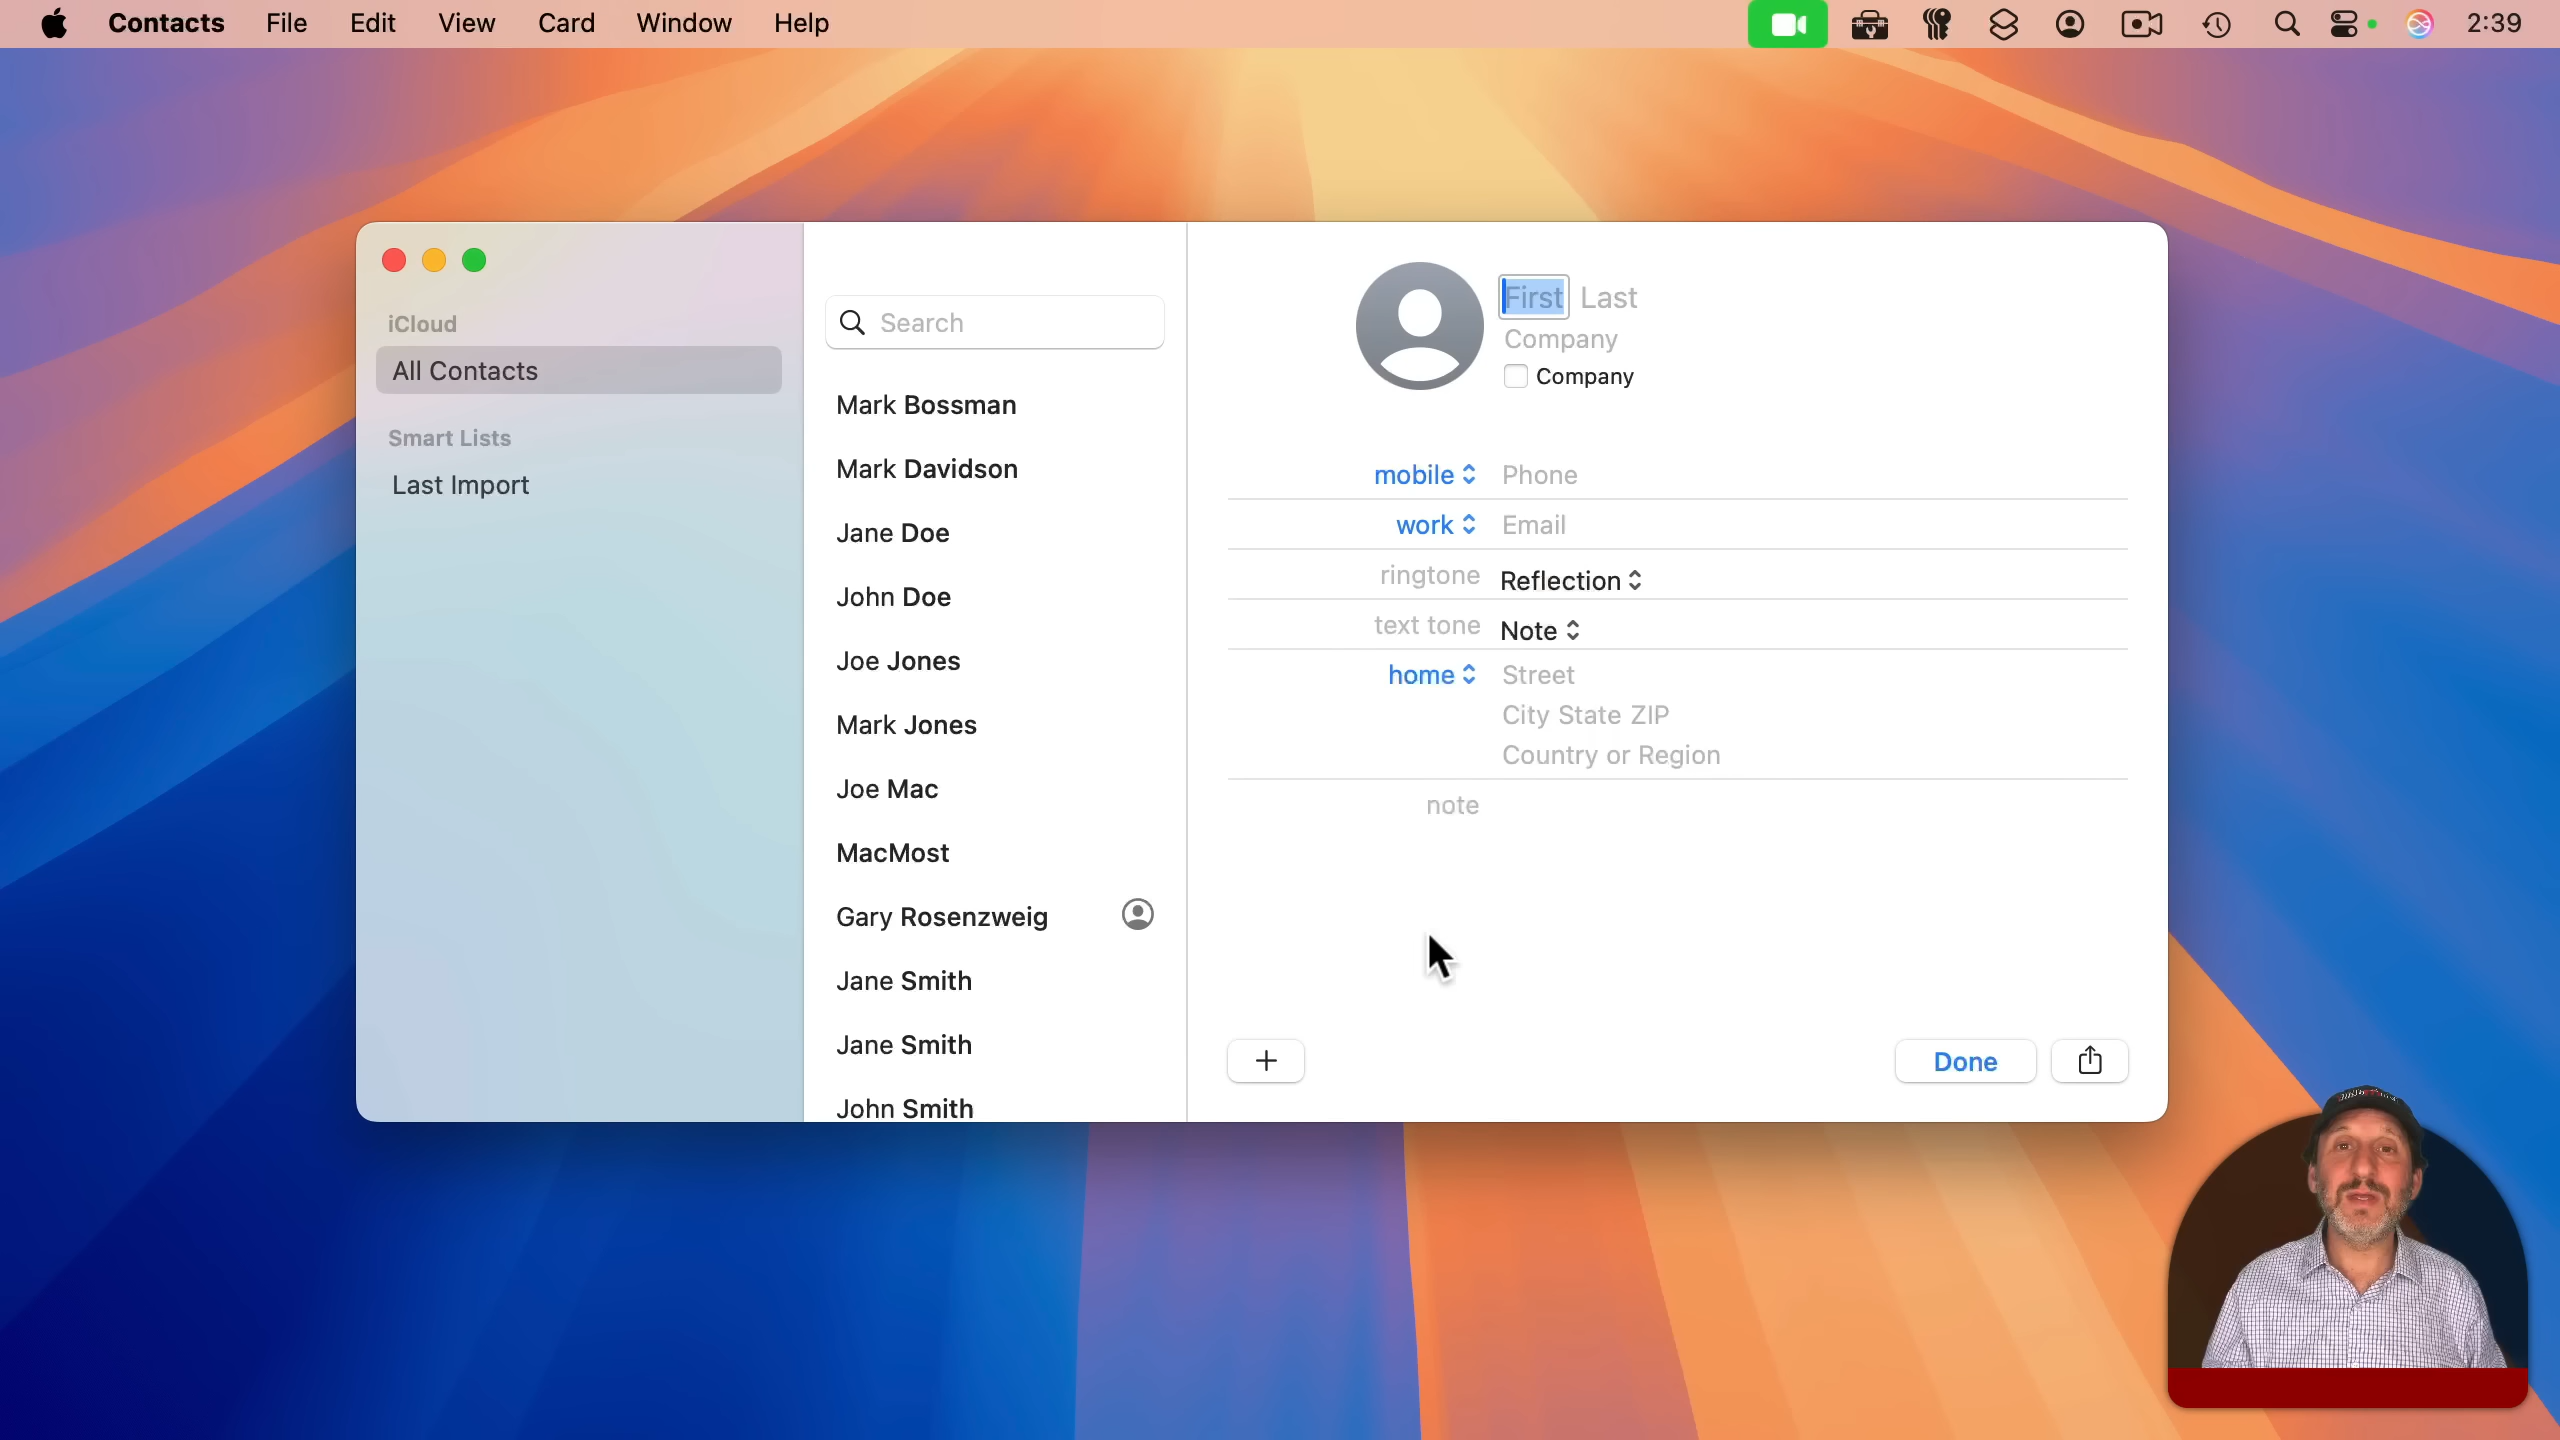 Contacts File Edit View Card Window Help 2:39
iCloud
All Contacts
Smart Lists
Last Import
Search
Mark Bossman
Mark Davidson
Jane Doe
John Doe
Joe Jones
Mark Jones
Joe Mac
MacMost
Gary Rosenzweig
Jane Smith
Jane Smith
John Smith
First Last
Company
Company
mobile Phone
work Email
ringtone Reflection
text tone Note
home Street
City State ZIP
Country or Region
note
+ Done